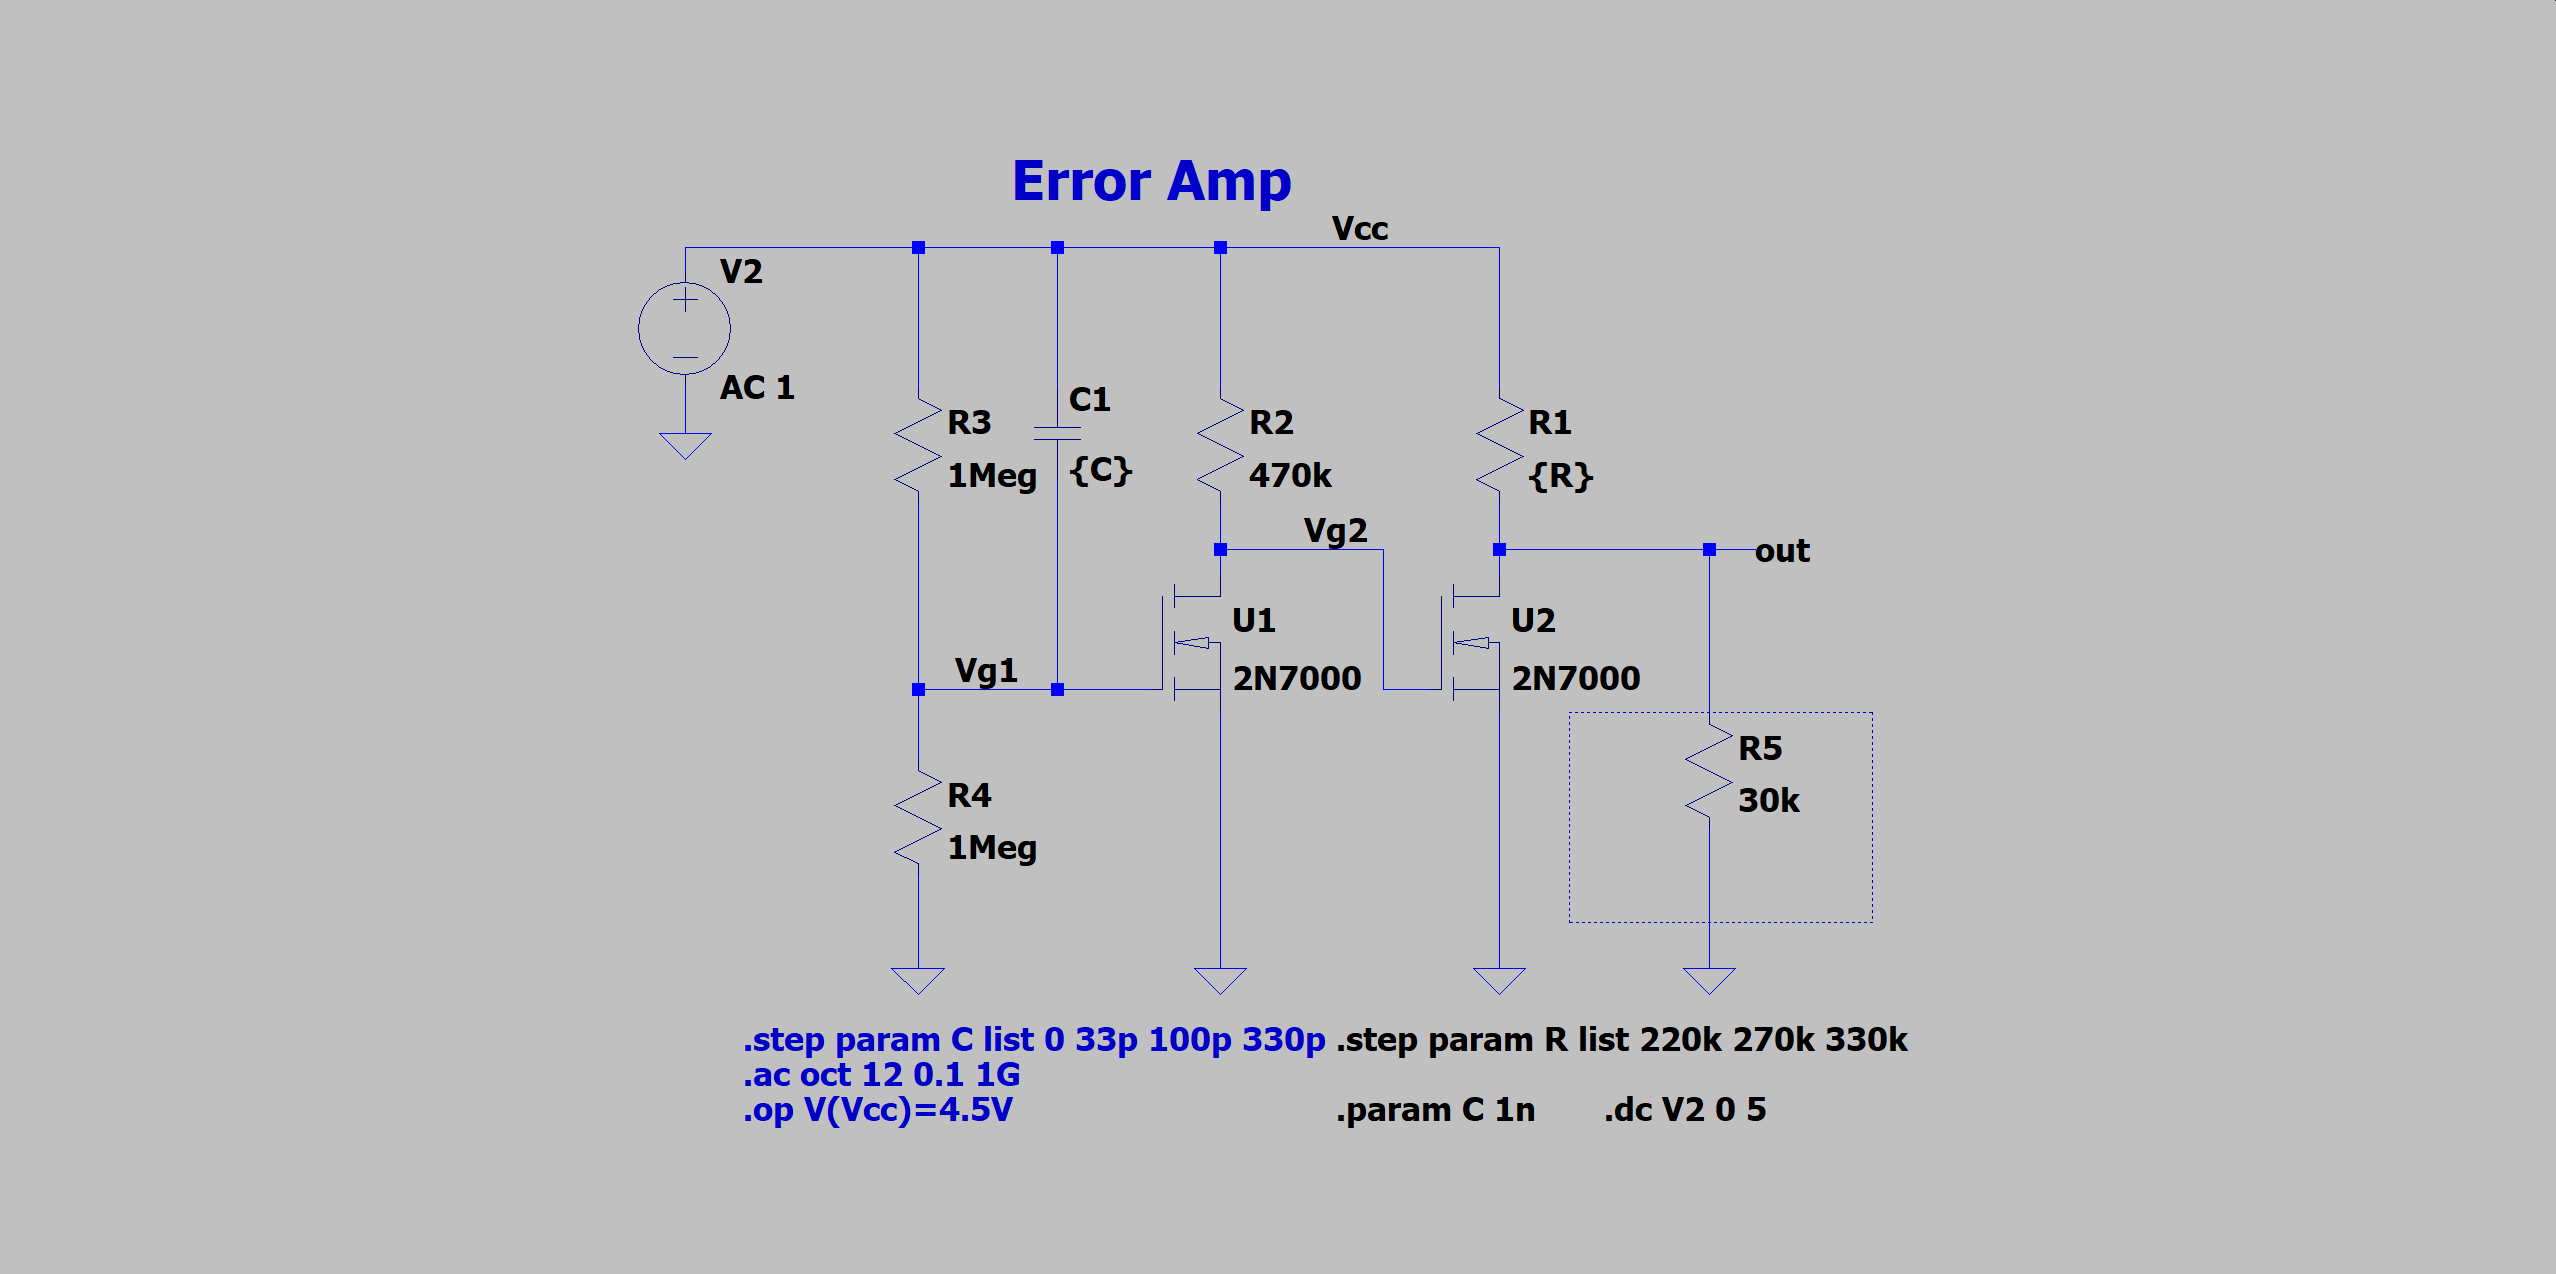 Error Amp
Vcc
V2
AC 1
R3
1Meg
C1
{C}
R2
470k
R1
{R}
Vg2
out
U1
2N7000
U2
2N7000
Vg1
R4
1Meg
R5
30k
.step param C list 0 33p 100p 330p
.ac oct 12 0.1 1G
.op V(Vcc)=4.5V
.step param R list 220k 270k 330k
.param C 1n
.dc V2 0 5